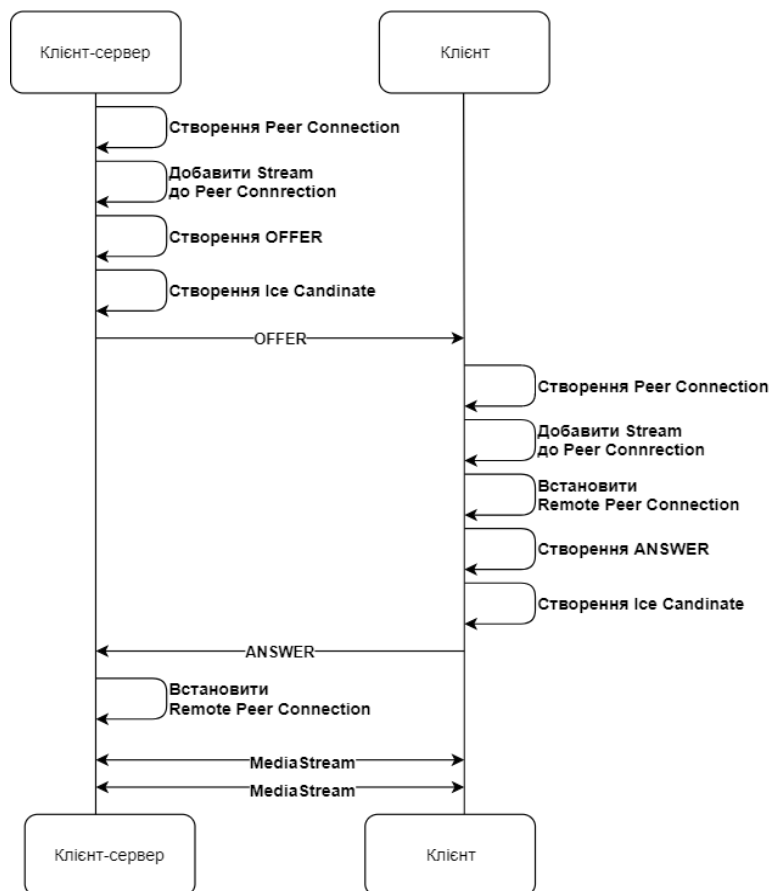 Клієнт-сервер
Клієнт
Створення Peer Connection
Добавити Stream
до Peer Connrection
Створення OFFER
Створення Ice Candinate
OFFER
Створення Peer Connection
Добавити Stream
до Peer Connrection
Встановити
Remote Peer Connection
Створення ANSWER
Створення Ice Candinate
ANSWER
Встановити
Remote Peer Connection
MediaStream
MediaStream
Клієнт-сервер
Клієнт